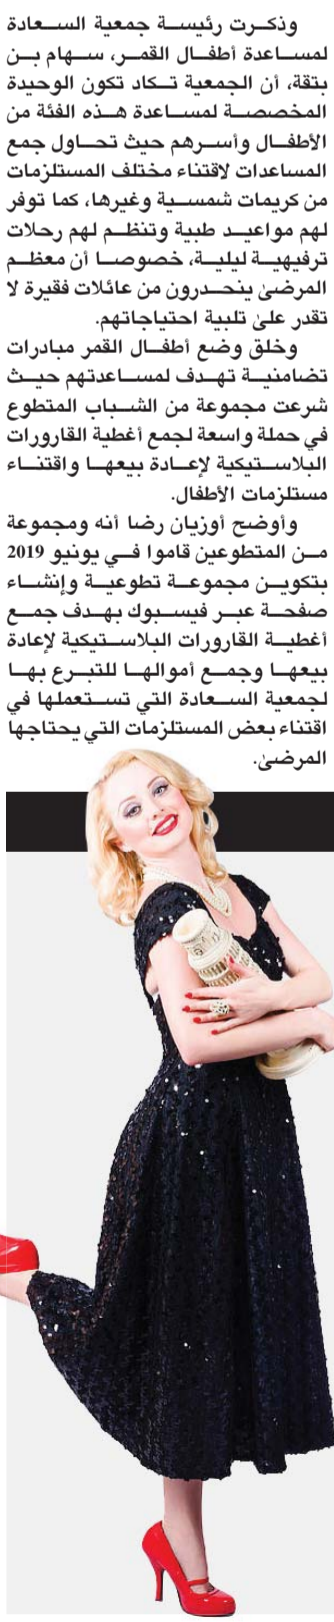 وذكرت رئيسة جمعية السعادة
لمساعدة أطفال القمر، سهام بن
بتقة، أن الجمعية تكاد تكون الوحيدة
المخصصة لمساعدة هذه الفئة من
الأطفال وأسرهم حيث تحاول جمع
المساعدات لاقتناء مختلف المستلزمات
من كريمات شمسية وغيرها، كما توفر
لهم مواعيد طبية وتنظم لهم رحلات
ترفيهية ليلية، خصوصا أن معظم
المرضى ينحدرون من عائلات فقيرة لا
تقدر على تلبية احتياجاتهم.
وخلق وضع أطفال القمر مبادرات
تضامنية تهدف لمساعدتهم حيث
شرعت مجموعة من الشباب المتطوع
في حملة واسعة لجمع أغطية القارورات
البلاستيكية لإعادة بيعها واقتناء
مستلزمات الأطفال.
وأوضح أوزيان رضا أنه ومجموعة
من المتطوعين قاموا في يونيو 2019
بتكوين مجموعة تطوعية وإنشاء
صفحة عبر فيسبوك بهدف جمع
أغطية القارورات البلاستيكية لإعادة
بيعها وجمع أموالها للتبرع بها
لجمعية السعادة التي تستعملها في
اقتناء بعض المستلزمات التي يحتاجها
المرضى.